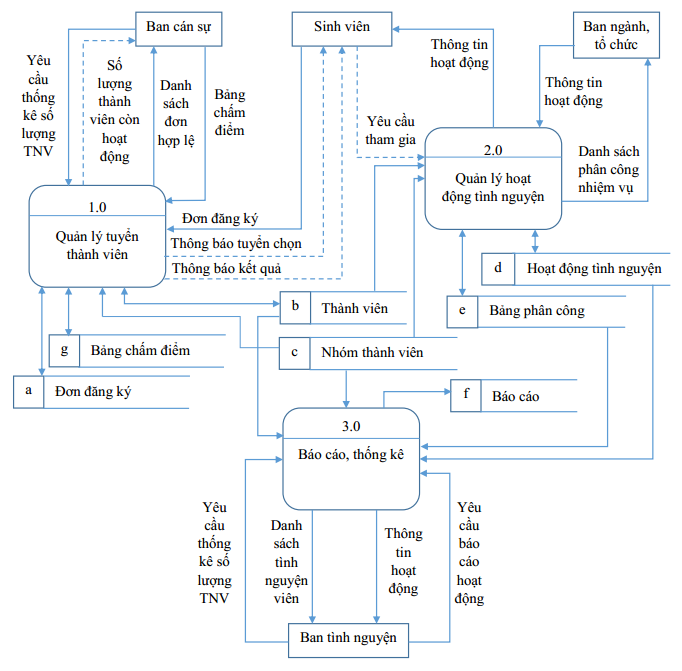 Ban cán sự
Sinh viên
Ban ngành,
tổ chức
Yêu
cầu
thống
kê số
lượng
TNV
Số
lượng
thành
viên còn
hoạt
động
Danh
sách
đơn
hợp lệ
Bảng
chấm
điểm
Thông tin
hoạt động
Thông tin
hoạt động
Yêu cầu
tham gia
2.0
Quản lý hoạt
động tình nguyện
Danh sách
phân công
nhiệm vụ
1.0
Quản lý tuyển
thành viên
Đơn đăng ký
Thông báo tuyển chọn
Thông báo kết quả
d Hoạt động tình nguyện
b Thành viên
e Bảng phân công
g Bảng chấm điểm
c Nhóm thành viên
a Đơn đăng ký
f Báo cáo
3.0
Báo cáo, thống kê
Yêu
cầu
thống
kê số
lượng
TNV
Danh
sách
tình
nguyện
viên
Thông
tin
hoạt
động
Yêu
cầu
báo
cáo
hoạt
động
Ban tình nguyện